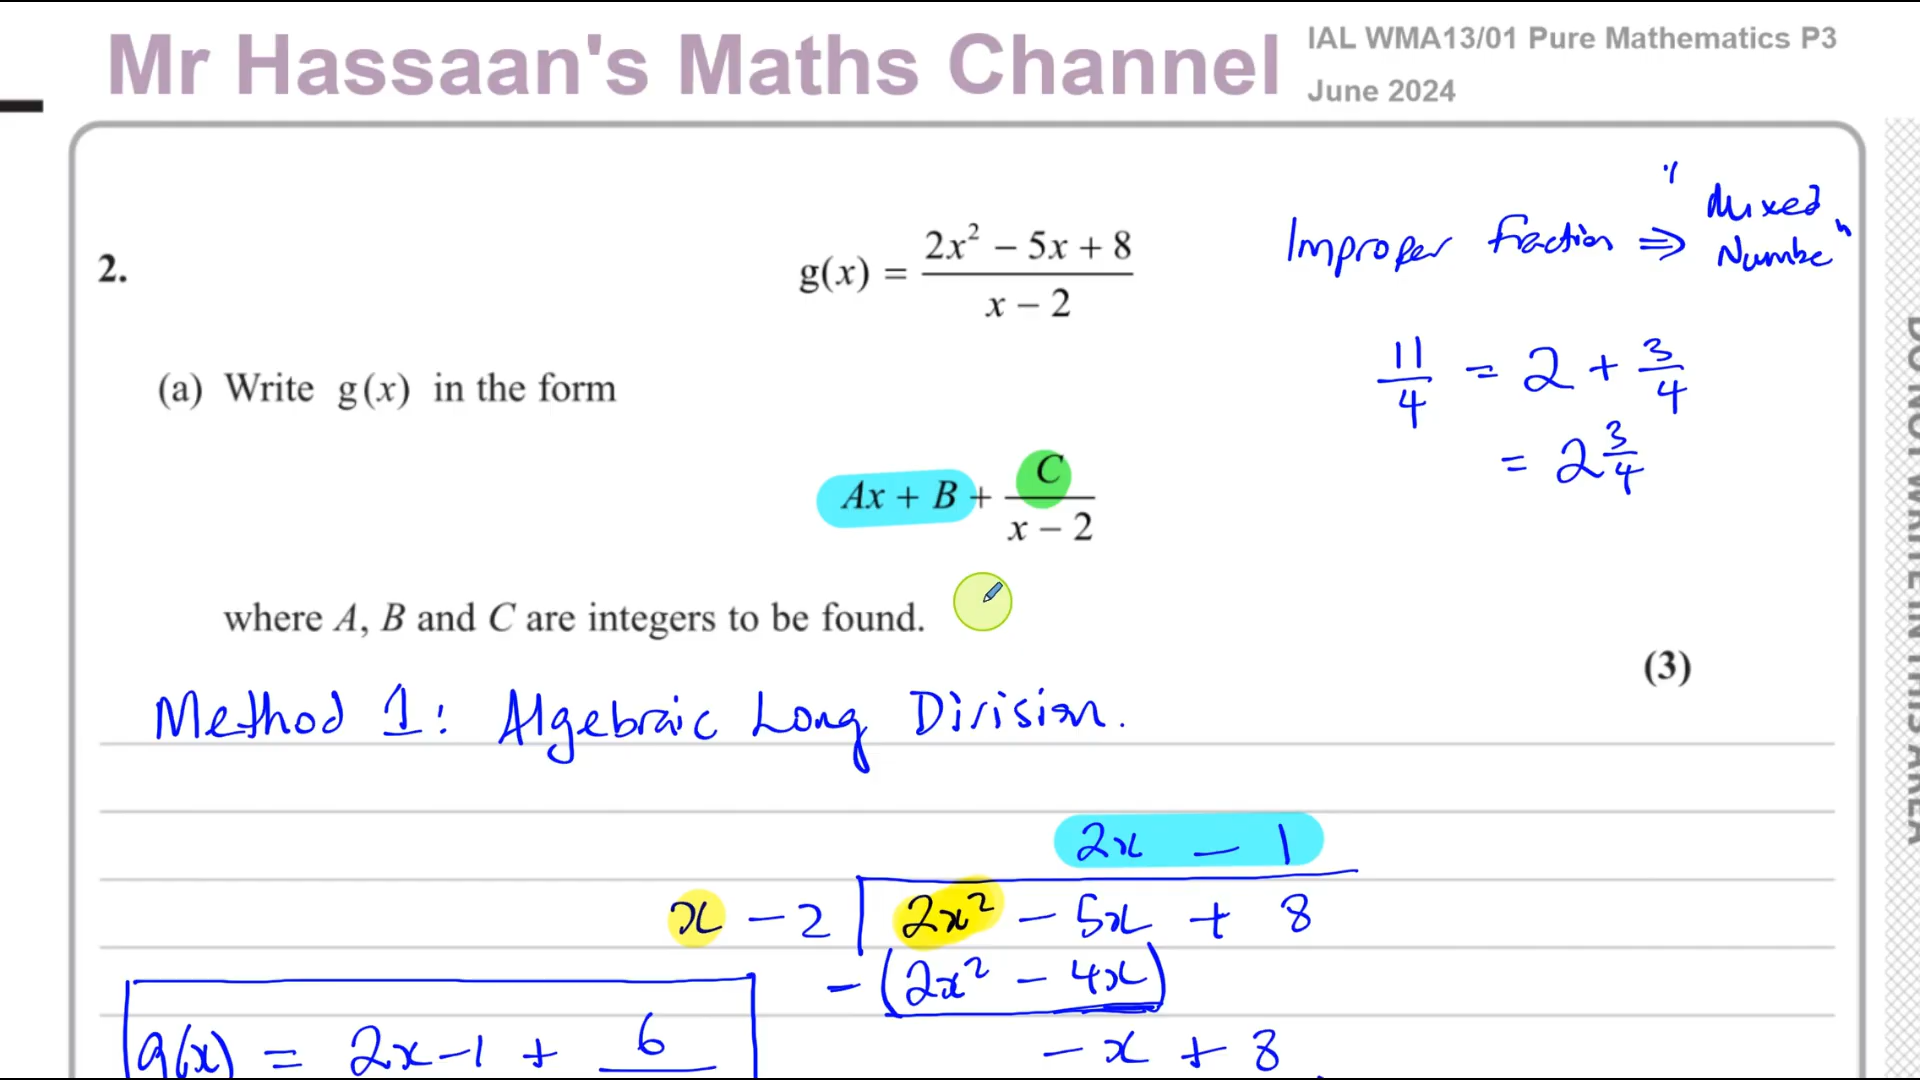 Mr Hassaan's Maths Channel
IAL WMA13/01 Pure Mathematics P3
June 2024
2.
g(x) = (2x² − 5x + 8)/(x − 2)
Improper fraction ⇒ "Mixed
Numbe"
11/4 = 2 + 3/4
= 2 3/4
(a) Write g(x) in the form
Ax + B + C/(x − 2)
where A, B and C are integers to be found.
(3)
Method 1: Algebraic Long Division.
2x − 1
x − 2 2x² − 5x + 8
−(2x² − 4x)
− x + 8
g(x) = 2x−1 + 6